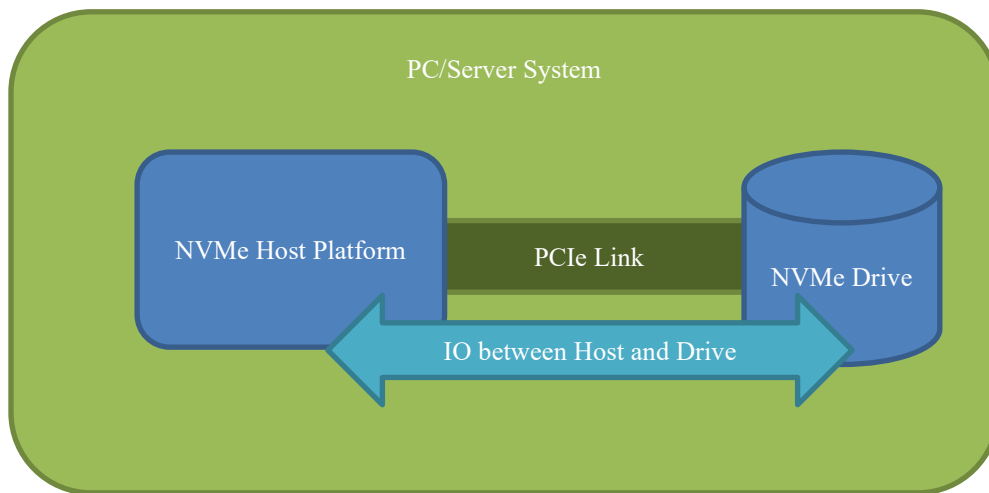 PC/Server System
NVMe Host Platform
PCIe Link
NVMe Drive
IO between Host and Drive